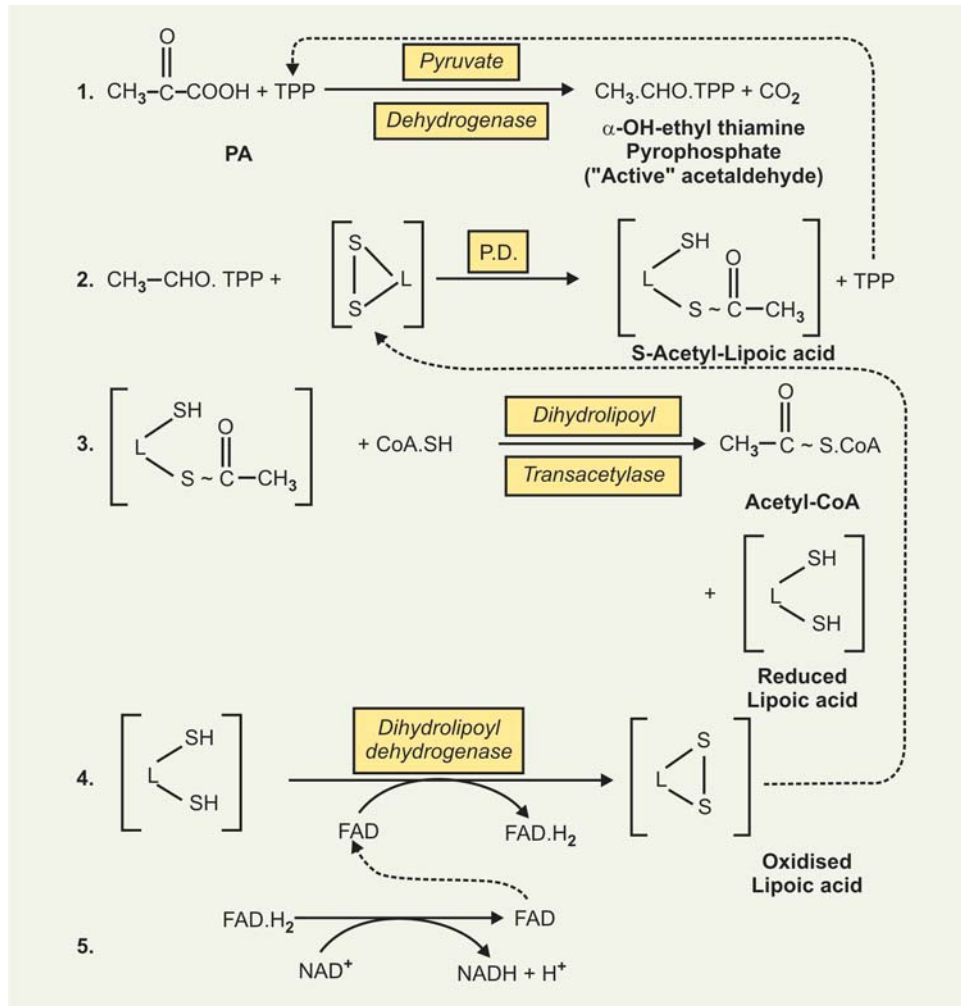 O
1. CH₃–C–COOH + TPP
Pyruvate
Dehydrogenase
CH₃.CHO.TPP + CO₂
PA
α-OH-ethyl thiamine
Pyrophosphate
("Active" acetaldehyde)
2. CH₃–CHO. TPP +
S
S
L
P.D.
SH
O
L
S ~ C – CH₃
+ TPP
S-Acetyl-Lipoic acid
3.
SH
O
L
S ~ C – CH₃
+ CoA.SH
Dihydrolipoyl
Transacetylase
O
CH₃ – C ~ S.CoA
Acetyl-CoA
+
SH
L
SH
Reduced
Lipoic acid
4.
SH
L
SH
Dihydrolipoyl
dehydrogenase
FAD
FAD.H₂
S
L
S
Oxidised
Lipoic acid
5.
FAD.H₂
FAD
NAD⁺
NADH + H⁺